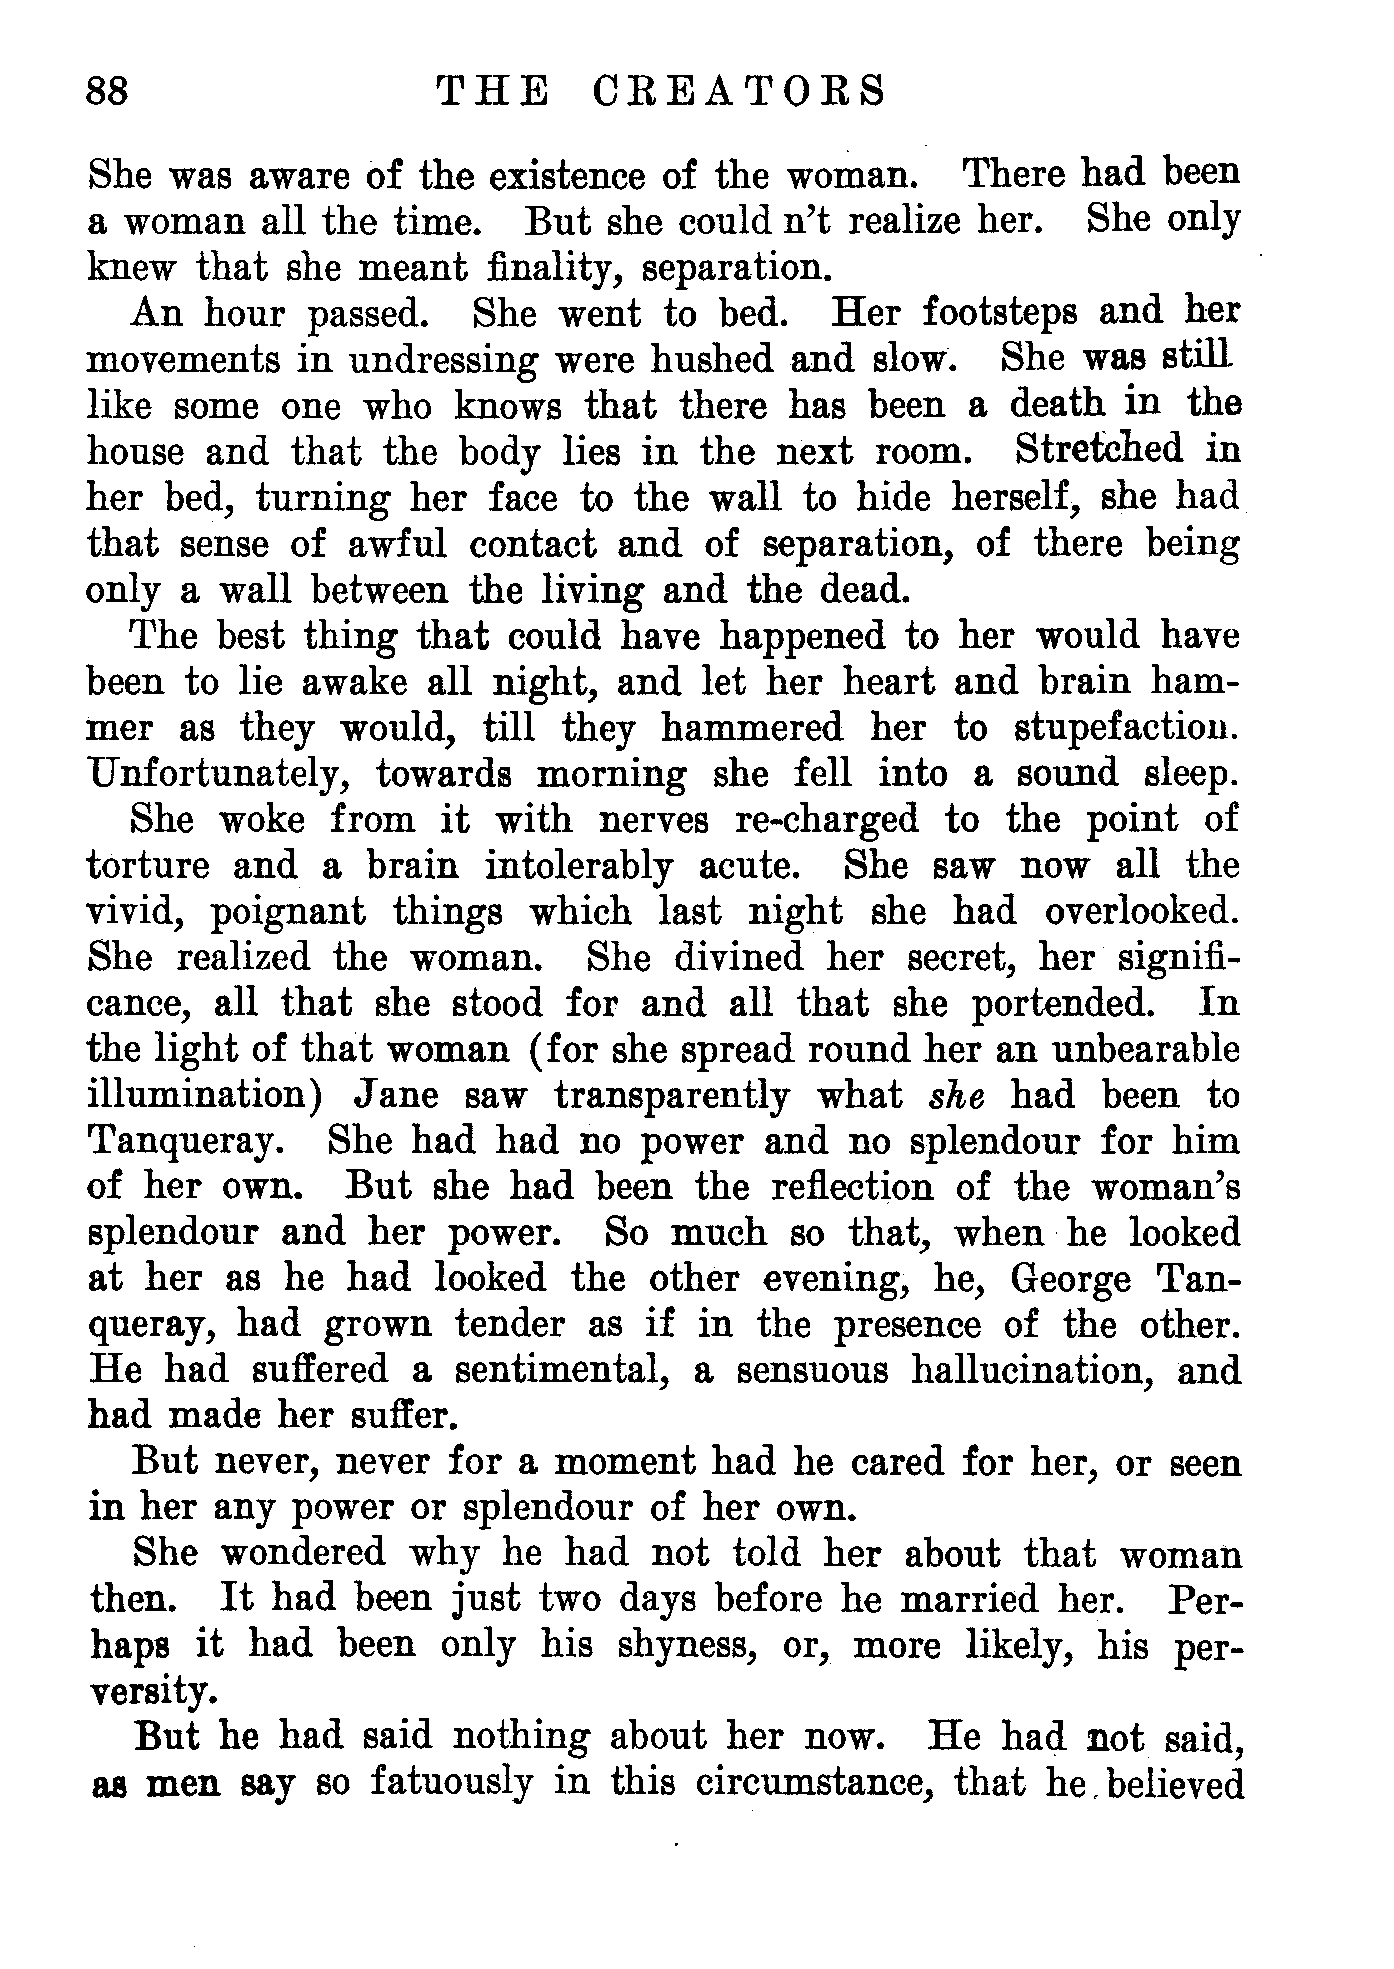 88 THE CREATORS
She was aware of the existence of the woman. There had been
a woman all the time. But she could n't realize her. She only
knew that she meant finality, separation.
An hour passed. She went to bed. Her footsteps and her
movements in undressing were hushed and slow. She was still
like some one who knows that there has been a death in the
house and that the body lies in the next room. Stretched in
her bed, turning her face to the wall to hide herself, she had
that sense of awful contact and of separation, of there being
only a wall between the living and the dead.
The best thing that could have happened to her would have
been to lie awake all night, and let her heart and brain ham-
mer as they would, till they hammered her to stupefaction.
Unfortunately, towards morning she fell into a sound sleep.
She woke from it with nerves re-charged to the point of
torture and a brain intolerably acute. She saw now all the
vivid, poignant things which last night she had overlooked.
She realized the woman. She divined her secret, her signifi-
cance, all that she stood for and all that she portended. In
the light of that woman (for she spread round her an unbearable
illumination) Jane saw transparently what she had been to
Tanqueray. She had had no power and no splendour for him
of her own. But she had been the reflection of the woman's
splendour and her power. So much so that, when he looked
at her as he had looked the other evening, he, George Tan-
queray, had grown tender as if in the presence of the other.
He had suffered a sentimental, a sensuous hallucination, and
had made her suffer.
But never, never for a moment had he cared for her, or seen
in her any power or splendour of her own.
She wondered why he had not told her about that woman
then. It had been just two days before he married her. Per-
haps it had been only his shyness, or, more likely, his per-
versity.
But he had said nothing about her now. He had not said,
as men say so fatuously in this circumstance, that he believed